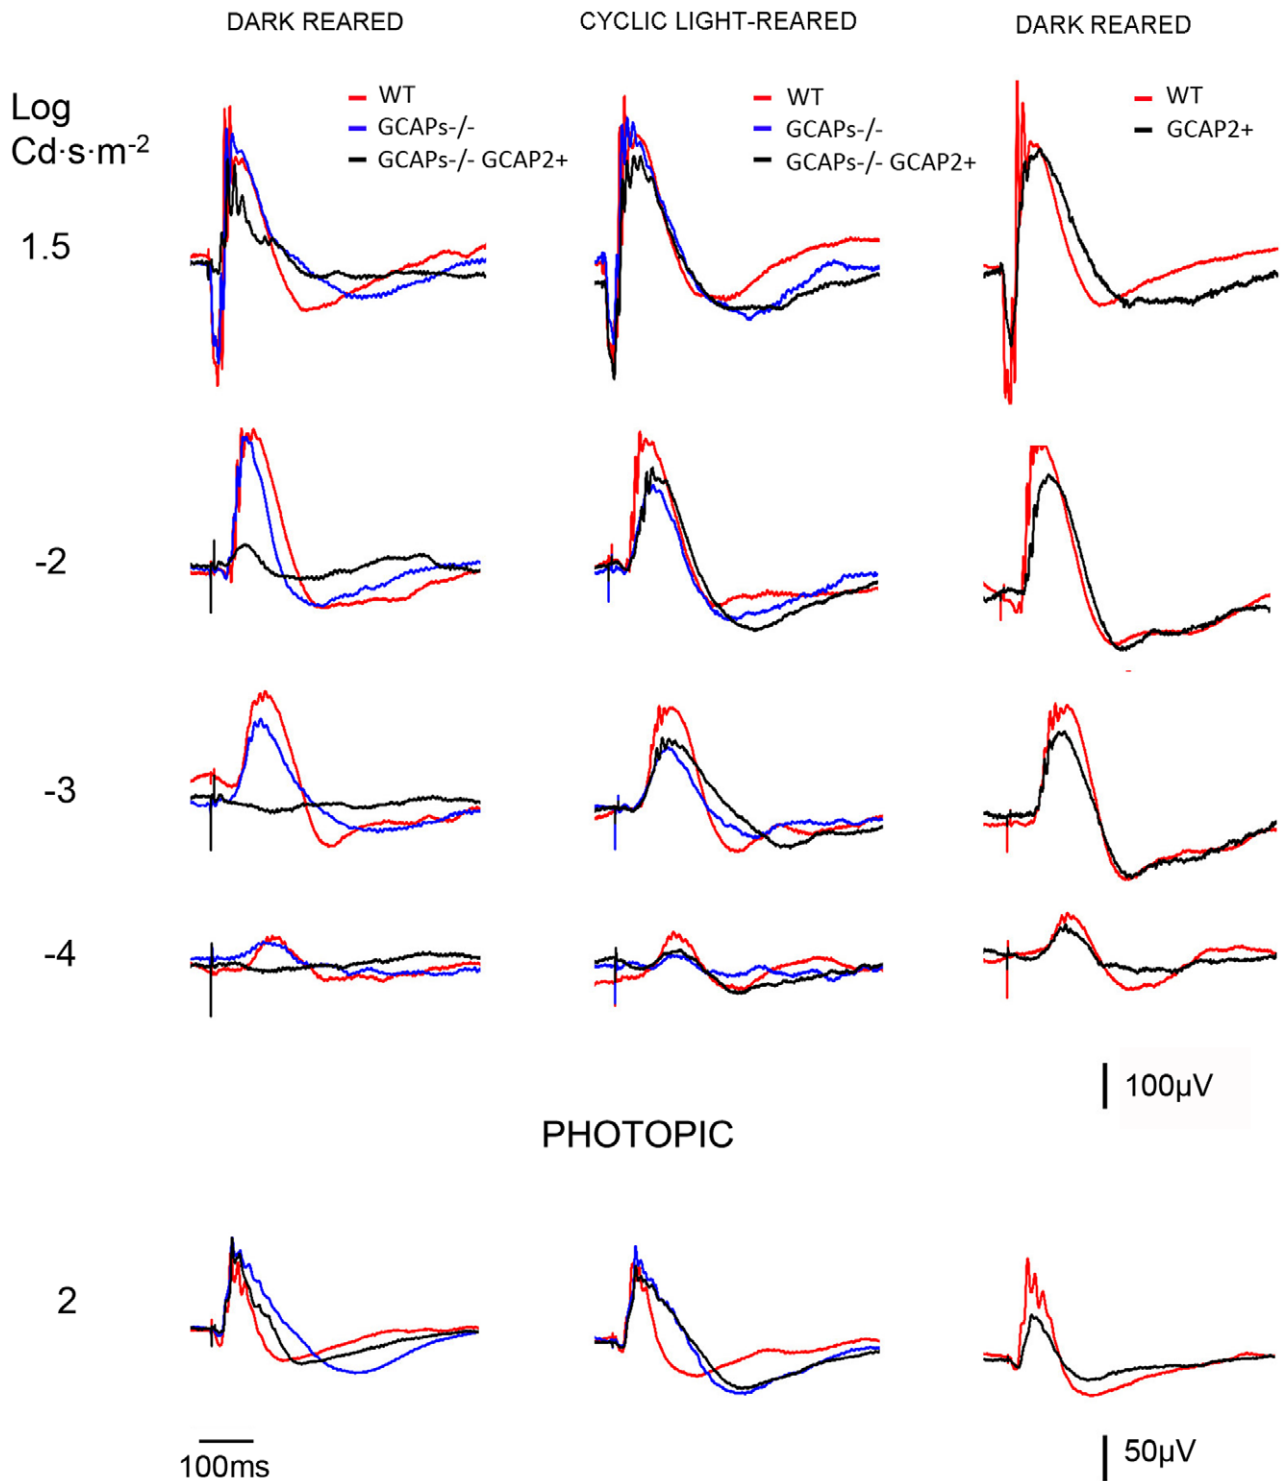 DARK REARED
CYCLIC LIGHT-REARED
DARK REARED
Log
Cd·s·m-2
WT
GCAPs-/-
GCAPs-/- GCAP2+
WT
GCAPs-/-
GCAPs-/- GCAP2+
WT
GCAP2+
1.5
-2
-3
-4
100µV
PHOTOPIC
2
100ms
50µV